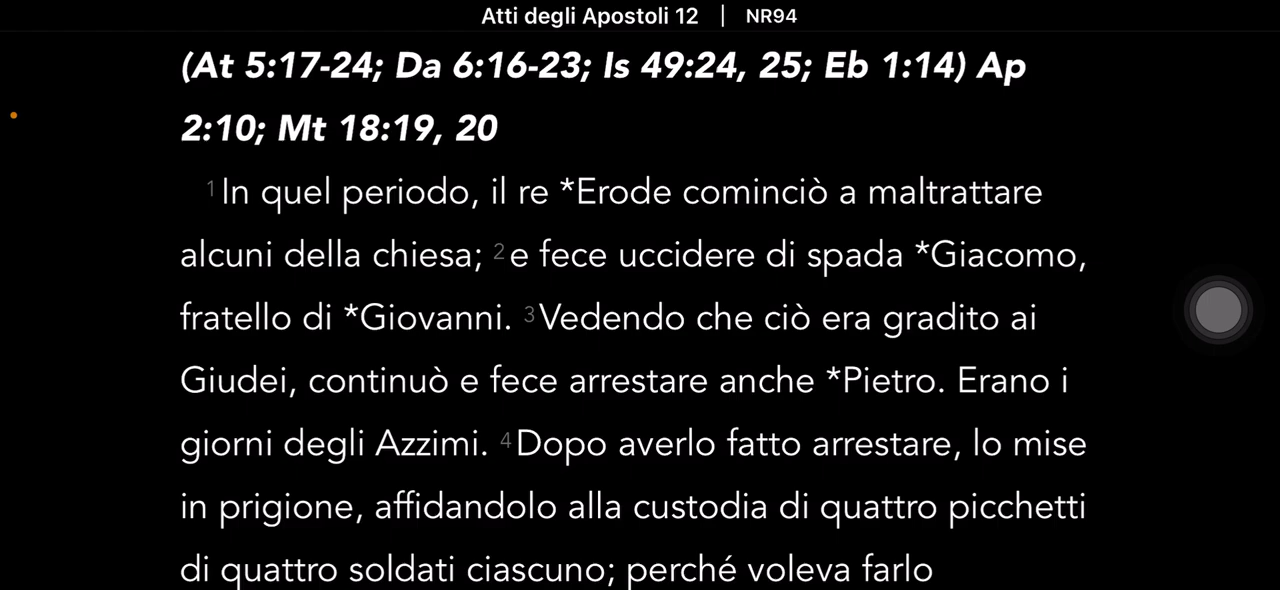 Atti degli Apostoli 12 | NR94
(At 5:17-24; Da 6:16-23; Is 49:24, 25; Eb 1:14) Ap
2:10; Mt 18:19, 20
1 In quel periodo, il re *Erode cominciò a maltrattare
alcuni della chiesa; 2 e fece uccidere di spada *Giacomo,
fratello di *Giovanni. 3 Vedendo che ciò era gradito ai
Giudei, continuò e fece arrestare anche *Pietro. Erano i
giorni degli Azzimi. 4 Dopo averlo fatto arrestare, lo mise
in prigione, affidandolo alla custodia di quattro picchetti
di quattro soldati ciascuno; perché voleva farlo